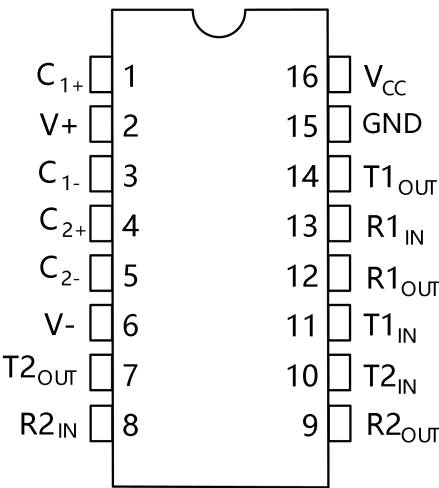 C1+ 1 16 VCC
V+ 2 15 GND
C1- 3 14 T1OUT
C2+ 4 13 R1IN
C2- 5 12 R1OUT
V- 6 11 T1IN
T2OUT 7 10 T2IN
R2IN 8 9 R2OUT